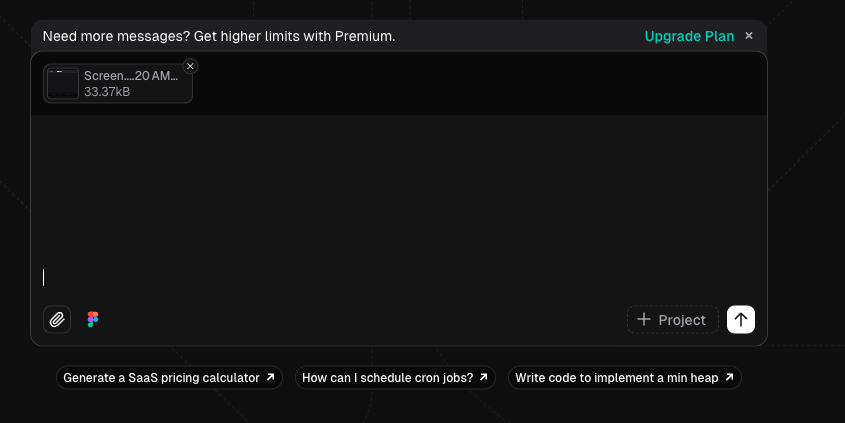 Need more messages? Get higher limits with Premium.
Upgrade Plan ×
Screen....20 AM...
33.37kB
+ Project
Generate a SaaS pricing calculator
How can I schedule cron jobs?
Write code to implement a min heap